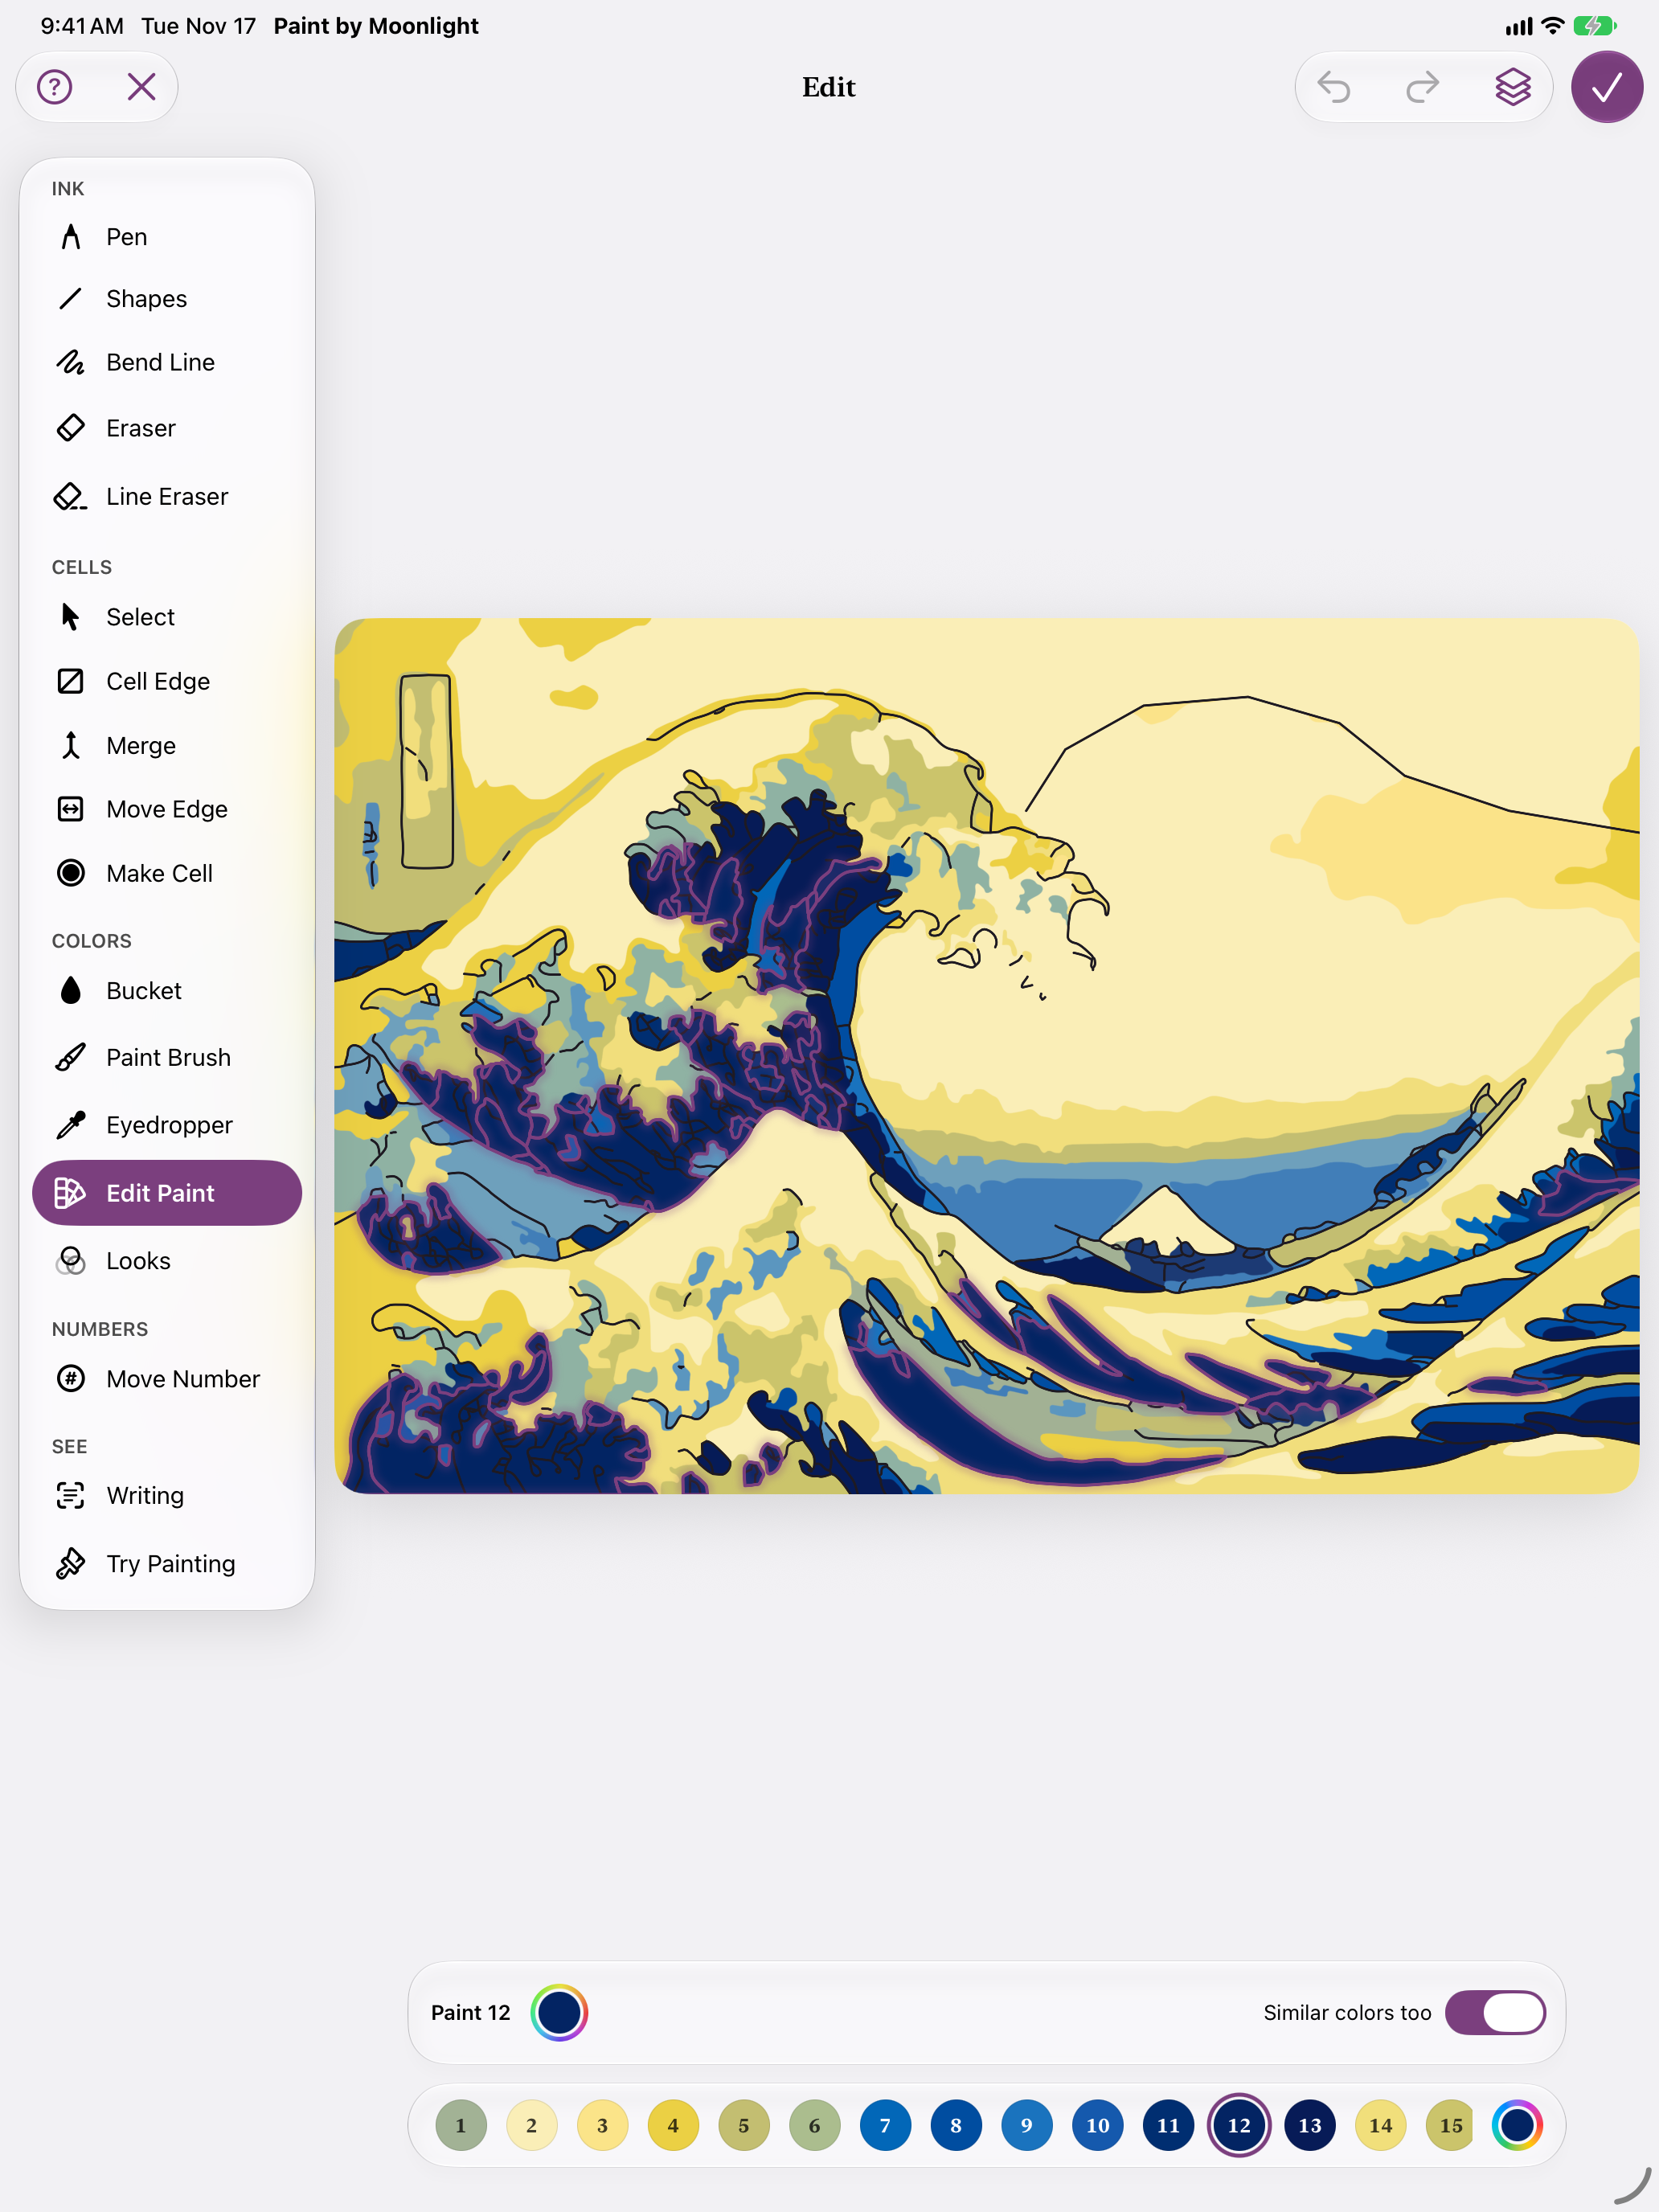 9:41 AM Tue Nov 17 Paint by Moonlight
Edit
INK
Pen
Shapes
Bend Line
Eraser
Line Eraser
CELLS
Select
Cell Edge
Merge
Move Edge
Make Cell
COLORS
Bucket
Paint Brush
Eyedropper
Edit Paint
Looks
NUMBERS
# Move Number
SEE
Writing
Try Painting
Paint 12 Similar colors too
1 2 3 4 5 6 7 8 9 10 11 12 13 14 15